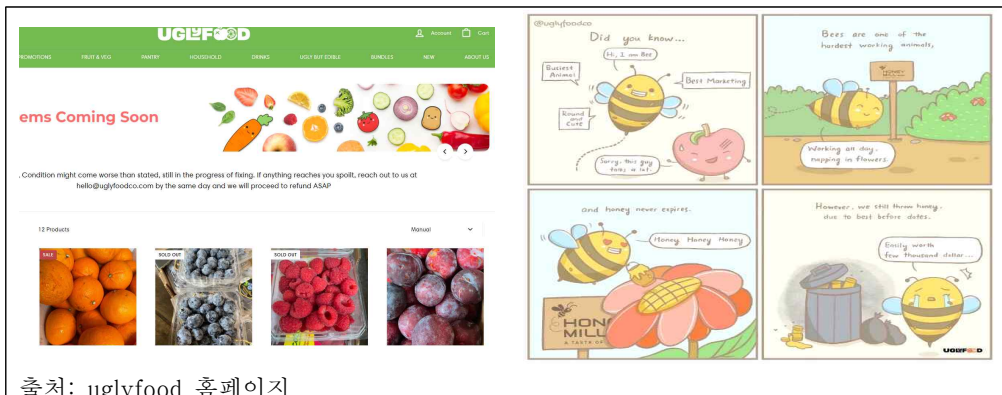 UGLYFOOD
Account Cart
PROMOTIONS FRUIT & VEG PANTRY HOUSEHOLD DRINKS UGLY BUT EDIBLE BUNDLES NEW ABOUT US
ems Coming Soon
. Condition might come worse than stated, still in the progress of fixing. If anything reaches you spoilt, reach out to us at
hello@uglyfoodco.com by the same day and we will proceed to refund ASAP
12 Products
Manual
SALE
SOLD OUT
SOLD OUT
@uglyfoodco
Did you know...
Hi, I am Bee
Busiest
Animal
Best Marketing
Round
and
Cute
Sorry, this guy
talks a lot.
Bees are one of the
hardest working animals,
HONEY
Working all day,
napping in flowers.
and honey never expires.
Honey Honey Honey
HON
MILL
A TASTE OF
However, we still throw honey,
due to best before dates.
Easily worth
few thousand dollar...
UGLYFOOD
출처: uglyfood 홈페이지